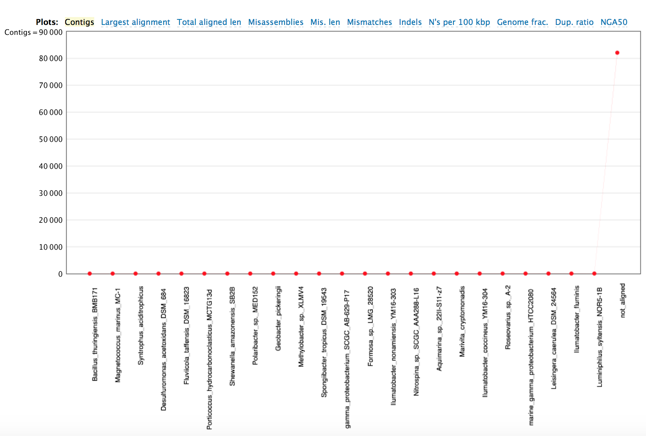 Plots: Contigs Largest alignment Total aligned len Misassemblies Mis. len Mismatches Indels N's per 100 kbp Genome frac. Dup. ratio NGA50
Contigs = 90 000
80 000
70 000
60 000
50 000
40 000
30 000
20 000
10 000
0
Bacillus_thuringiensis_BMB171
Magnetococcus_marinus_MC-1
Syntrophus_aciditrophicus
Desulfuromonas_acetoxidans_DSM_684
Fluviicola_taffensis_DSM_16823
Porticoccus_hydrocarbonoclasticus_MCTG13d
Shewanella_amazonensis_SB2B
Polaribacter_sp._MED152
Geobacter_pickeringii
Methylobacter_sp._XLMV4
Spongiibacter_tropicus_DSM_19543
gamma_proteobacterium_SCGC_AB-629-P17
Formosa_sp._LMG_28520
Ilumatobacter_nonamiensis_YM16-303
Nitrospina_sp._SCGC_AAA288-L16
Aquimarina_sp._22II-S11-z7
Marivita_cryptomonadis
Ilumatobacter_coccineus_YM16-304
Roseovarius_sp._A-2
marine_gamma_proteobacterium_HTCC2080
Leisingera_caerulea_DSM_24564
Ilumatobacter_fluminis
Luminiphilus_syltensis_NOR5-1B
not_aligned